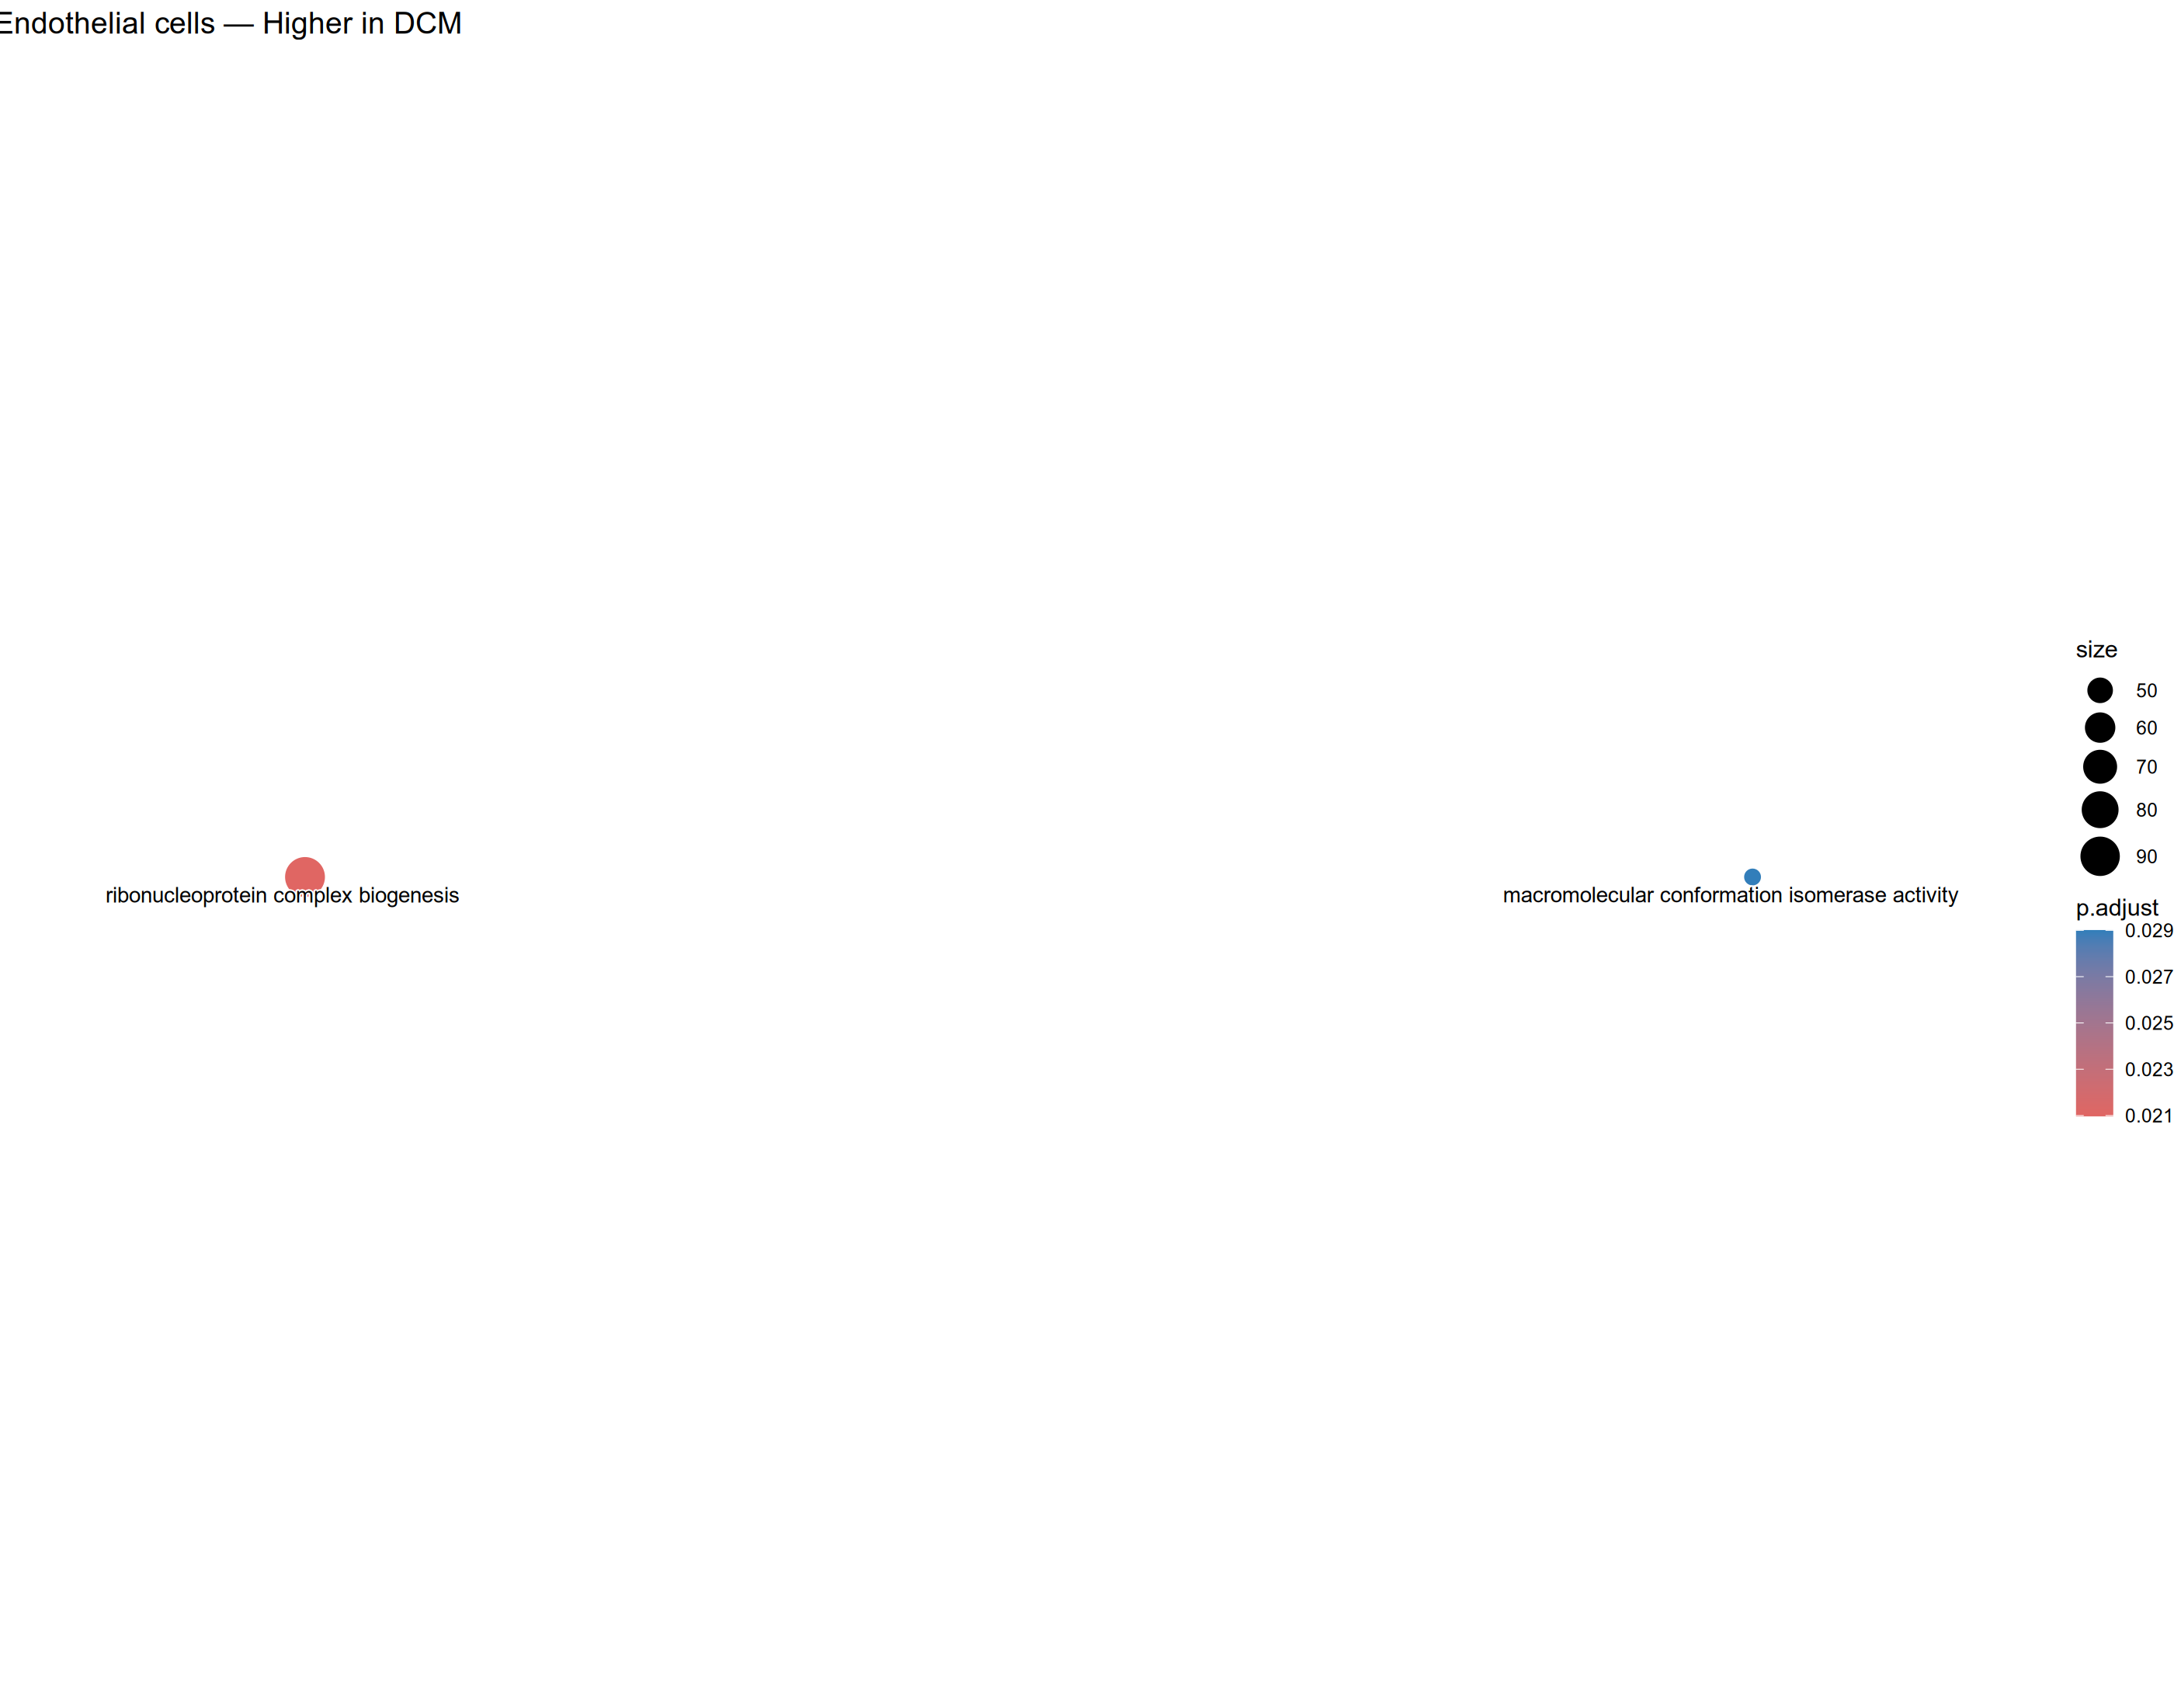 Endothelial cells — Higher in DCM
ribonucleoprotein complex biogenesis
macromolecular conformation isomerase activity
size
50
60
70
80
90
p.adjust
0.029
0.027
0.025
0.023
0.021